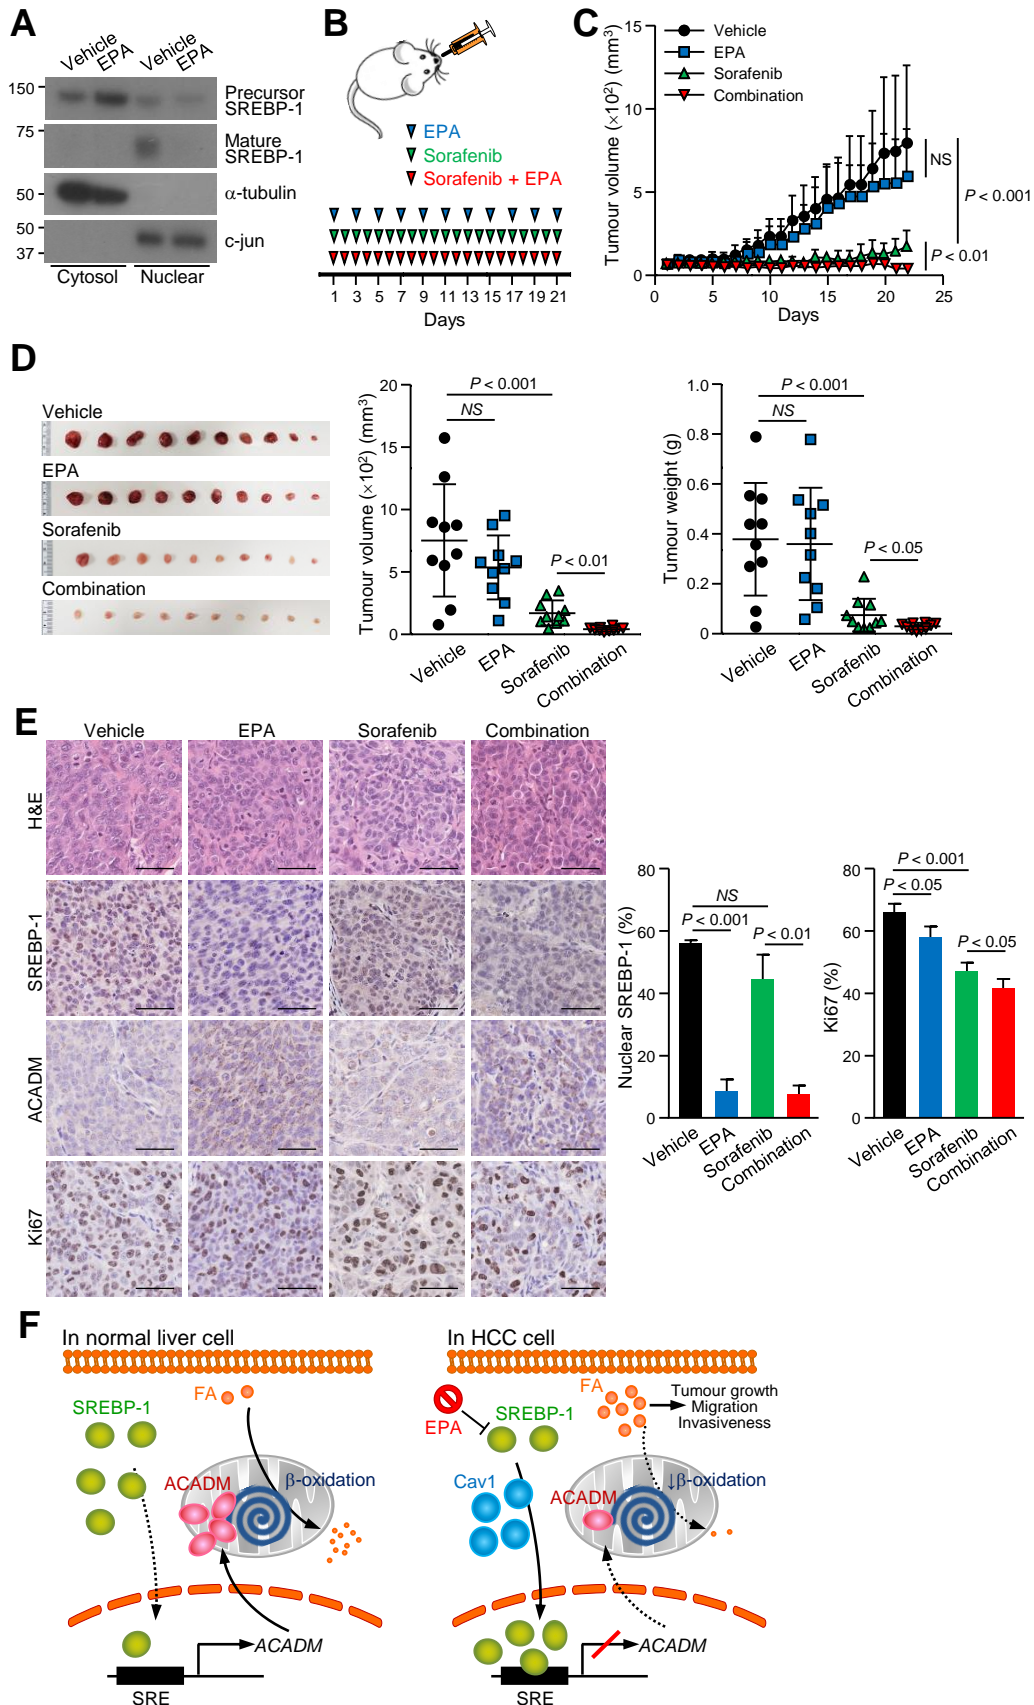 A
Vehicle
EPA
Vehicle
EPA
150
Precursor
SREBP-1
75
Mature
SREBP-1
50
α-tubulin
50
37
c-jun
Cytosol
Nuclear
B
EPA
Sorafenib
Sorafenib + EPA
1 3 5 7 9 11 13 15 17 19 21
Days
C
Tumour volume (×10²) (mm³)
15
10
5
0
0 5 10 15 20 25
Days
Vehicle
EPA
Sorafenib
Combination
NS
P < 0.001
P < 0.01
D
Vehicle
EPA
Sorafenib
Combination
Tumour volume (×10²) (mm³)
20
15
10
5
0
P < 0.001
NS
P < 0.01
Vehicle
EPA
Sorafenib
Combination
Tumour weight (g)
1.0
0.8
0.6
0.4
0.2
0
P < 0.001
NS
P < 0.05
Vehicle
EPA
Sorafenib
Combination
E
Vehicle
EPA
Sorafenib
Combination
H&E
SREBP-1
ACADM
Ki67
Nuclear SREBP-1 (%)
80
60
40
20
0
NS
P < 0.001
P < 0.01
Vehicle
EPA
Sorafenib
Combination
Ki67 (%)
80
60
40
20
0
P < 0.001
P < 0.05
P < 0.05
Vehicle
EPA
Sorafenib
Combination
F
In normal liver cell
FA
SREBP-1
ACADM
β-oxidation
ACADM
SRE
In HCC cell
FA
Tumour growth
Migration
Invasiveness
EPA
SREBP-1
Cav1
ACADM
↓β-oxidation
ACADM
SRE